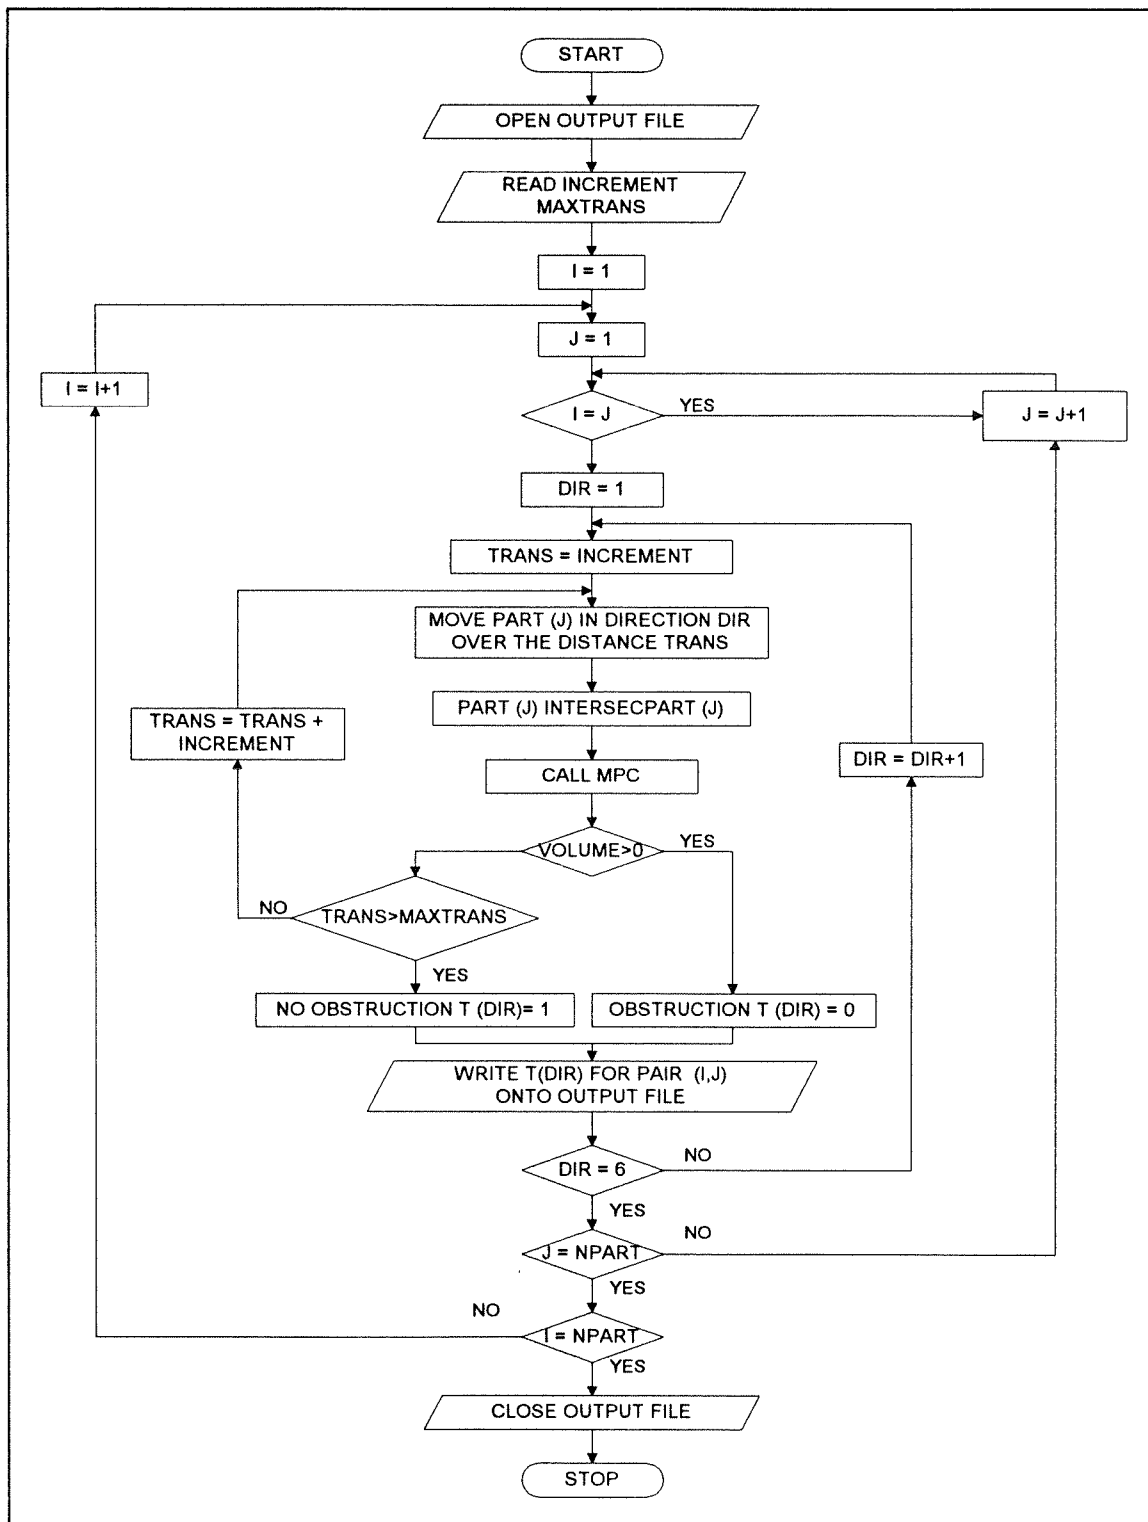 START
OPEN OUTPUT FILE
READ INCREMENT
MAXTRANS
I = 1
J = 1
I = I+1
I = J
YES
J = J+1
DIR = 1
TRANS = INCREMENT
MOVE PART (J) IN DIRECTION DIR
OVER THE DISTANCE TRANS
PART (J) INTERSECPART (J)
TRANS = TRANS +
INCREMENT
DIR = DIR+1
CALL MPC
VOLUME>0
YES
NO
TRANS>MAXTRANS
YES
NO OBSTRUCTION T (DIR)= 1
OBSTRUCTION T (DIR) = 0
WRITE T(DIR) FOR PAIR (I,J)
ONTO OUTPUT FILE
DIR = 6
NO
YES
J = NPART
NO
YES
NO
I = NPART
YES
CLOSE OUTPUT FILE
STOP